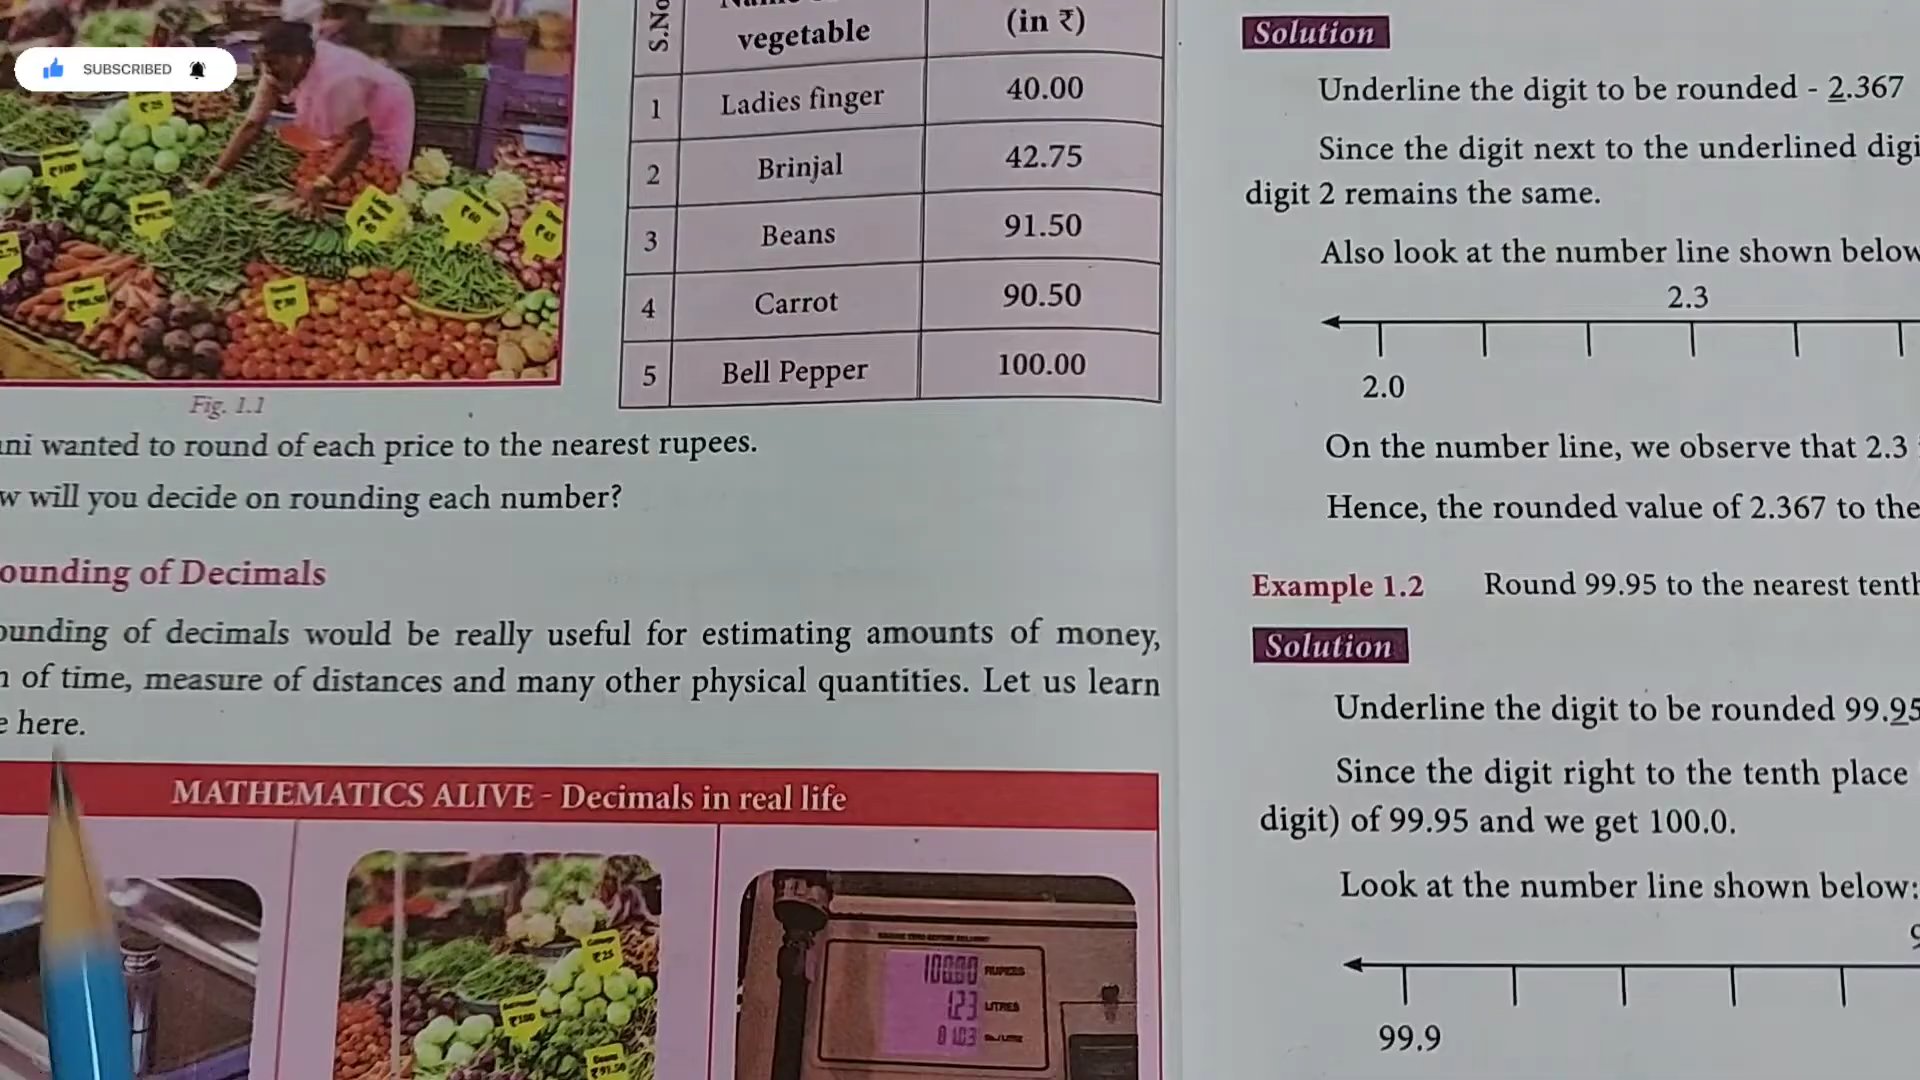 SUBSCRIBED
S.No
vegetable
(in ₹)
1 Ladies finger 40.00
2 Brinjal 42.75
3 Beans 91.50
4 Carrot 90.50
5 Bell Pepper 100.00
Fig. 1.1
ni wanted to round of each price to the nearest rupees.
w will you decide on rounding each number?
ounding of Decimals
ounding of decimals would be really useful for estimating amounts of money,
n of time, measure of distances and many other physical quantities. Let us learn
e here.
MATHEMATICS ALIVE - Decimals in real life
₹25
₹100
₹91.50
RUPEES
LITRES
Solution
Underline the digit to be rounded - 2.367
Since the digit next to the underlined digi
digit 2 remains the same.
Also look at the number line shown below
2.3
2.0
On the number line, we observe that 2.3
Hence, the rounded value of 2.367 to the
Example 1.2 Round 99.95 to the nearest tenth
Solution
Underline the digit to be rounded 99.95
Since the digit right to the tenth place
digit) of 99.95 and we get 100.0.
Look at the number line shown below:
99.9